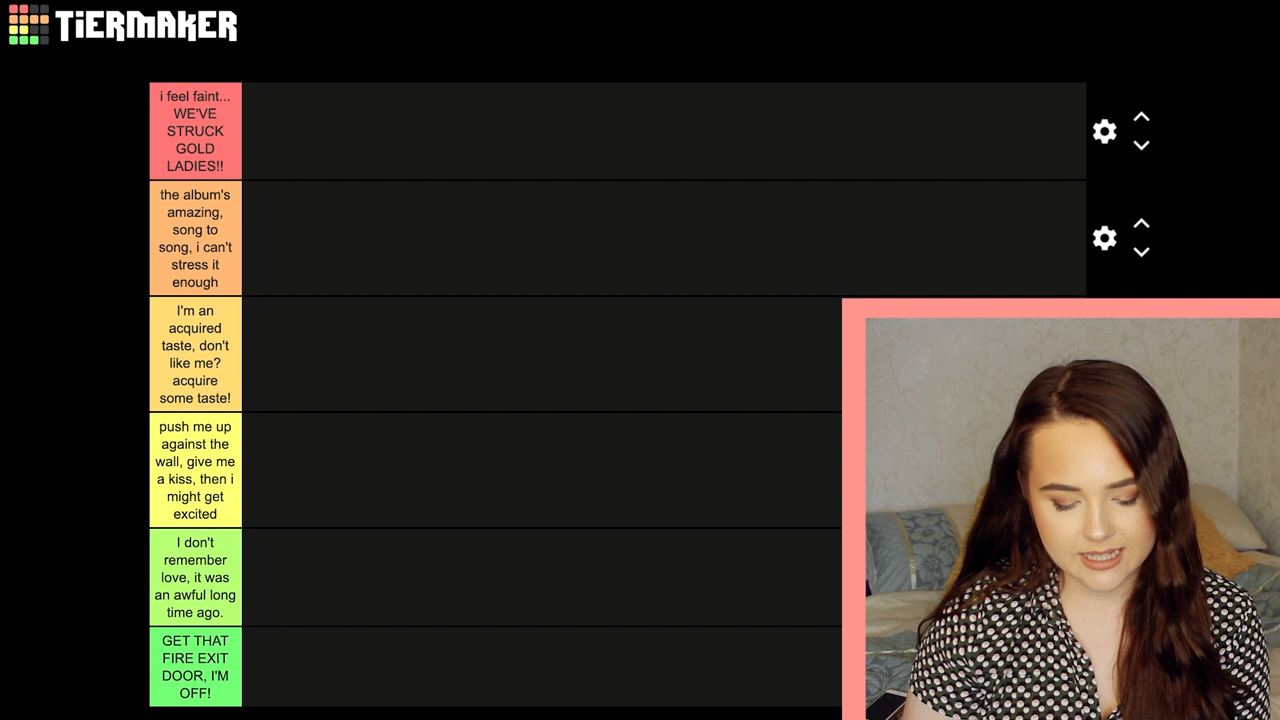 TiERMAKER
i feel faint...
WE'VE
STRUCK
GOLD
LADIES!!
the album's
amazing,
song to
song, i can't
stress it
enough
I'm an
acquired
taste, don't
like me?
acquire
some taste!
push me up
against the
wall, give me
a kiss, then i
might get
excited
I don't
remember
love, it was
an awful long
time ago.
GET THAT
FIRE EXIT
DOOR, I'M
OFF!